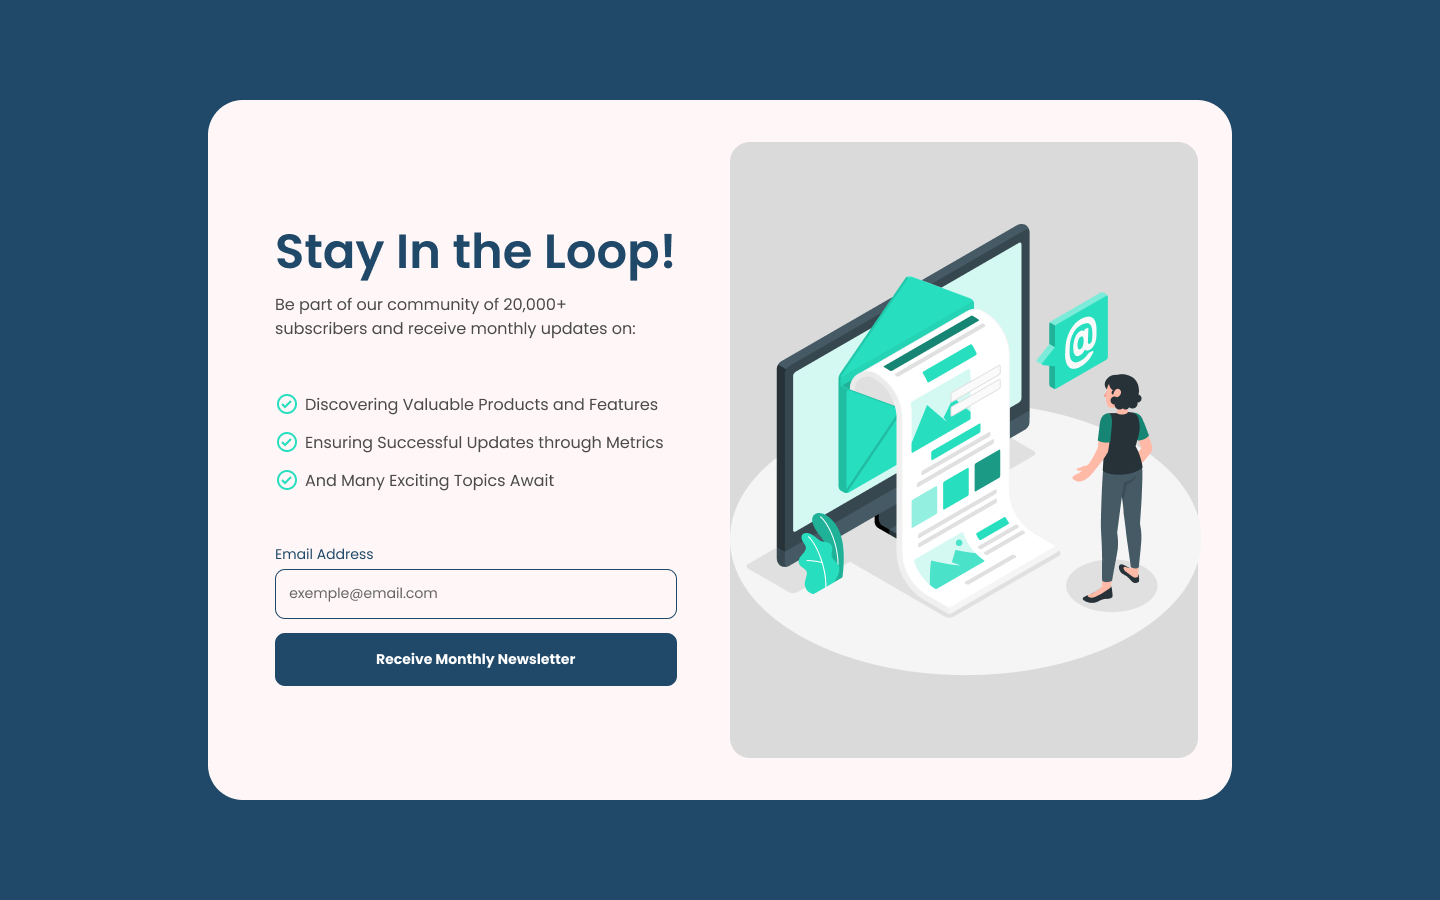 Stay In the Loop!
Be part of our community of 20,000+
subscribers and receive monthly updates on:
Discovering Valuable Products and Features
Ensuring Successful Updates through Metrics
And Many Exciting Topics Await
Email Address
exemple@email.com
Receive Monthly Newsletter
@